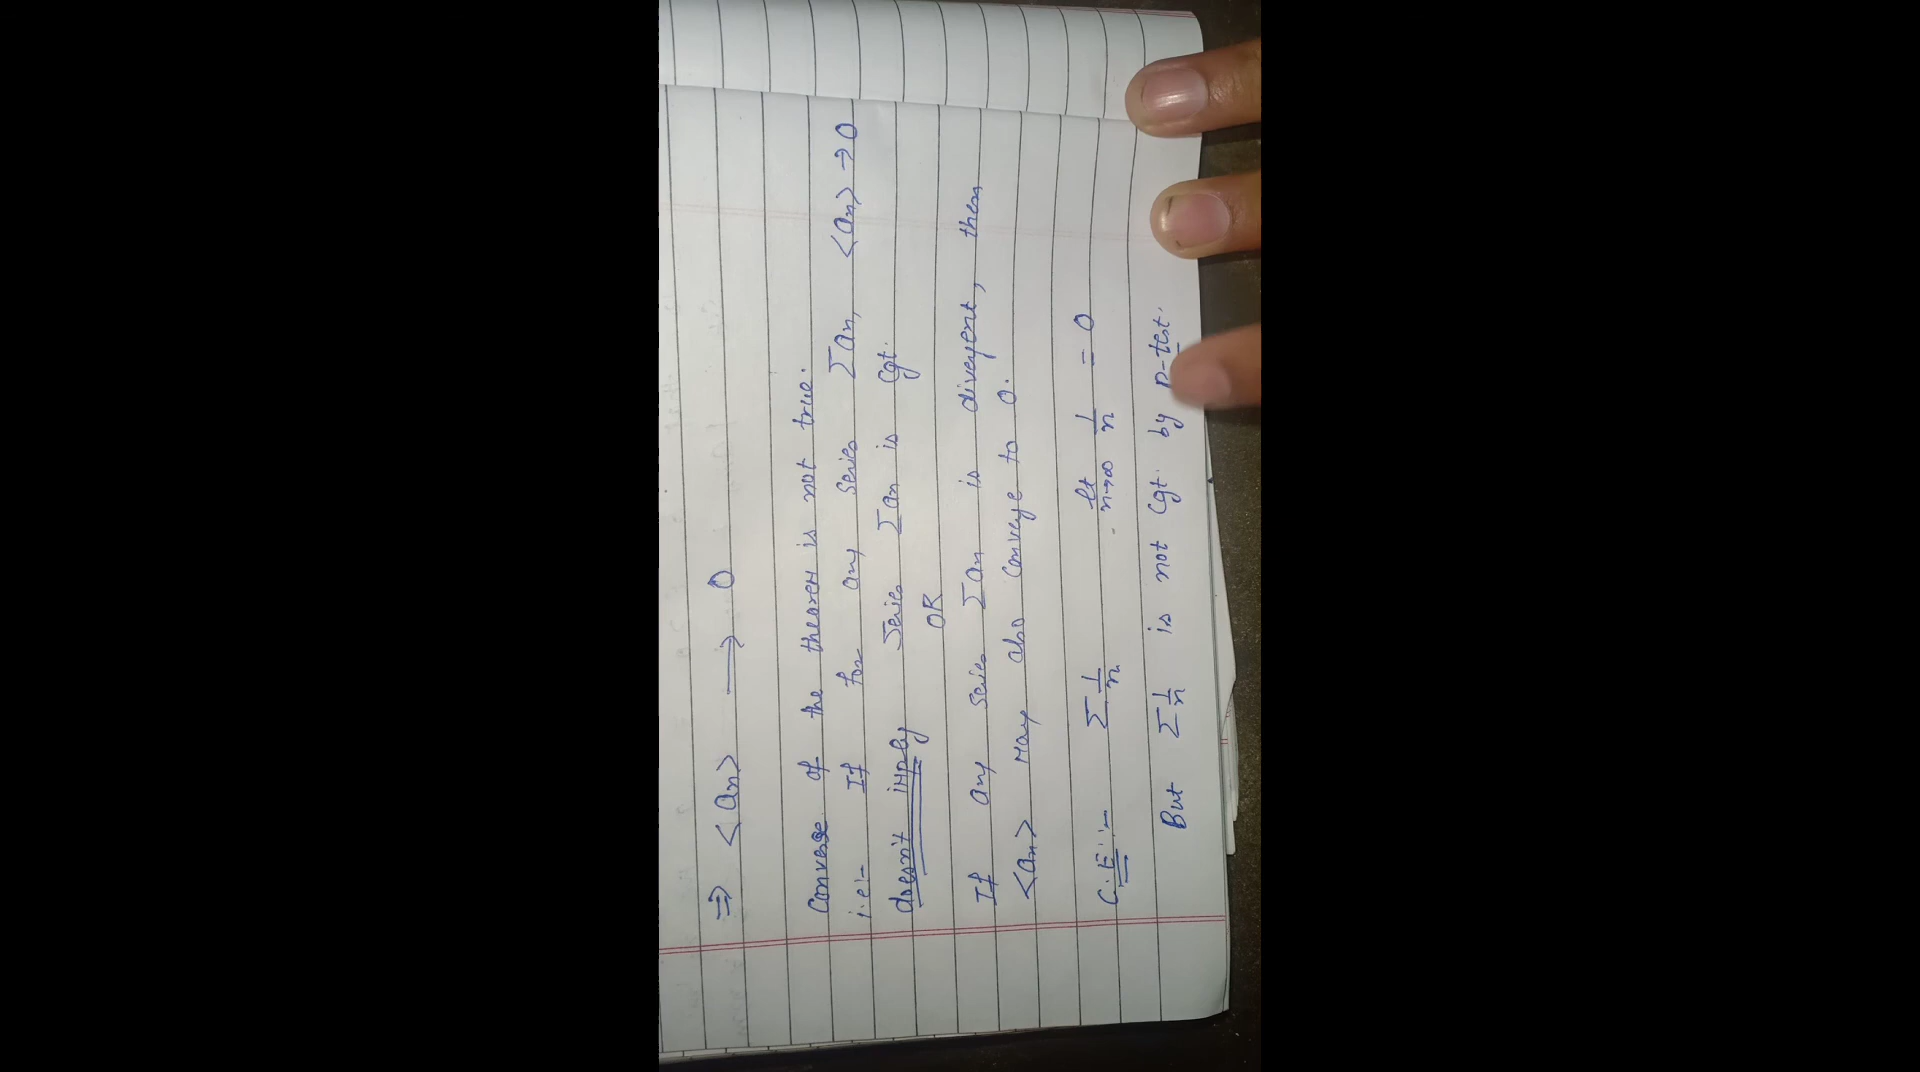 ⇒ <an> → 0
Converse of the theorem is not true.
i.e:- If for any series Σan, <an> → 0
doesn't imply series Σan is Cgt.
OR
If any series Σan is divergent, then
<an> may also converge to 0.
C.E:- Σ 1/n lt n→∞ 1/n = 0
But Σ 1/n is not Cgt. by p-test.